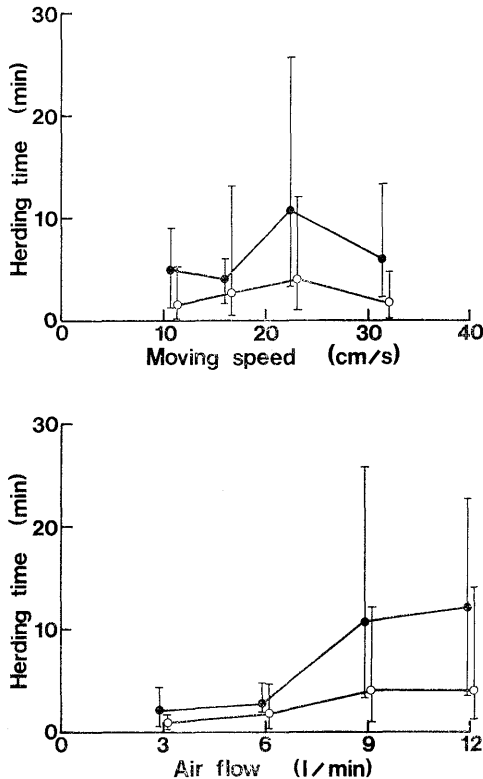 30
20
10
0
Herding time (min)
0 10 20 30 40
Moving speed (cm/s)
30
20
10
0
Herding time (min)
0 3 6 9 12
Air flow (l/min)